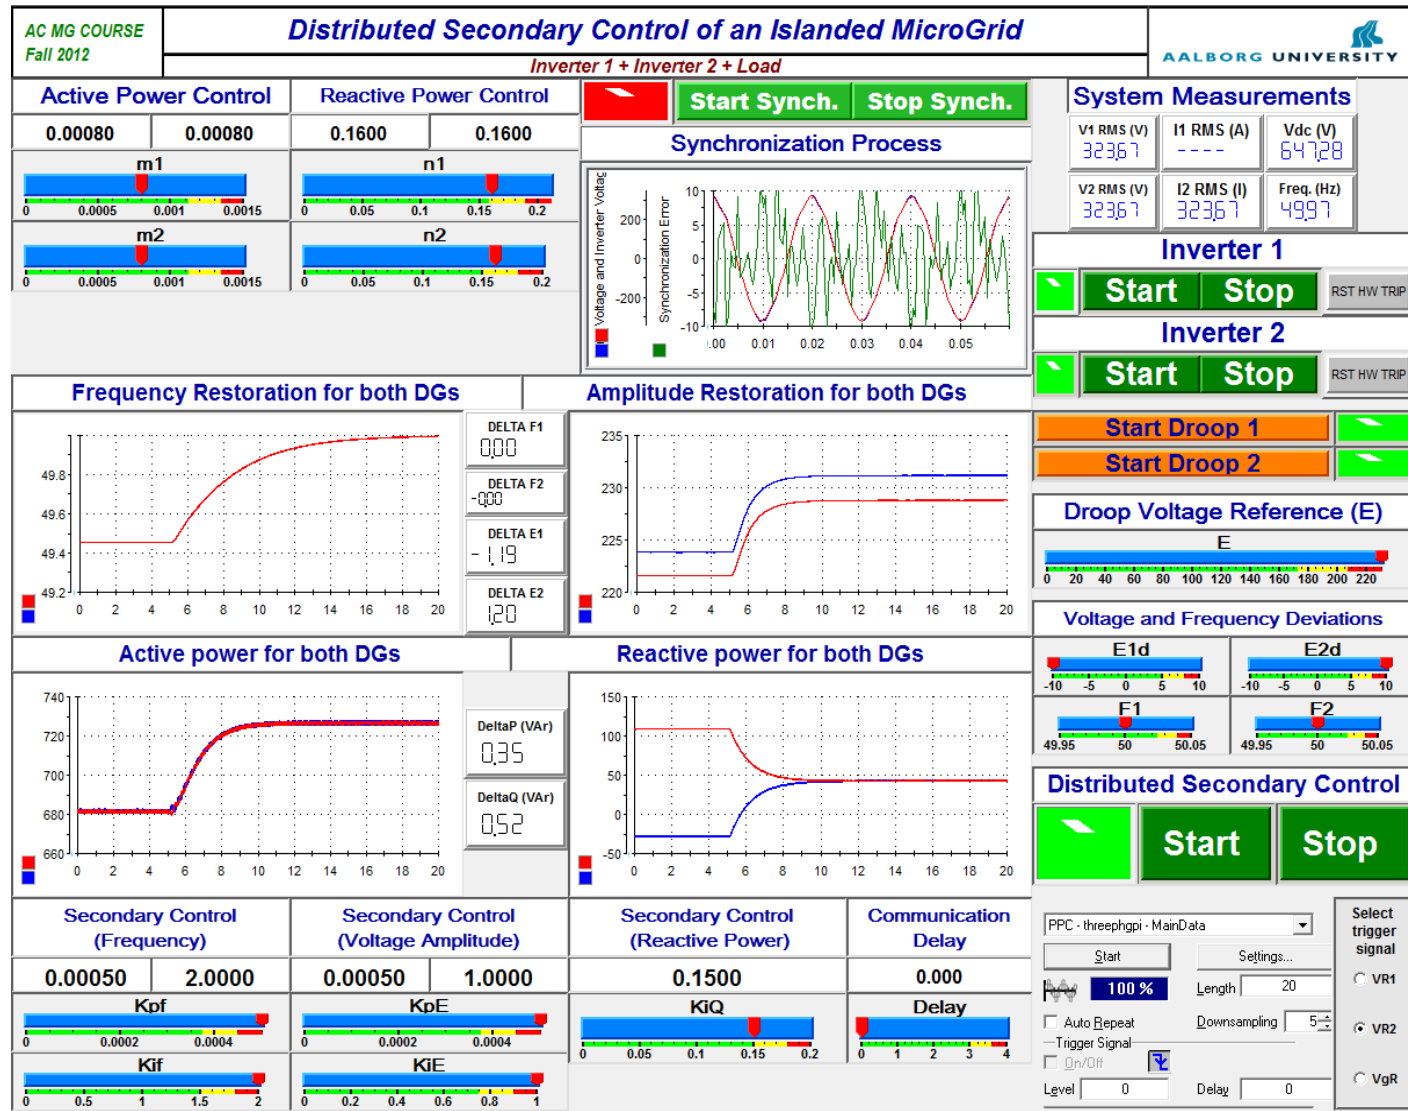 AC MG COURSE
Fall 2012
Distributed Secondary Control of an Islanded MicroGrid
Inverter 1 + Inverter 2 + Load
AALBORG UNIVERSITY
Active Power Control
Reactive Power Control
0.00080 0.00080 0.1600 0.1600
m1
0 0.0005 0.001 0.0015
m2
0 0.0005 0.001 0.0015
n1
0 0.05 0.1 0.15 0.2
n2
0 0.05 0.1 0.15 0.2
Start Synch. Stop Synch.
Synchronization Process
Voltage and Inverter Voltag
200
0
-200
Synchronization Error
10
5
0
-5
-10
.00 0.01 0.02 0.03 0.04 0.05
System Measurements
V1 RMS (V) I1 RMS (A) Vdc (V)
323,67 ---- 647,28
V2 RMS (V) I2 RMS (I) Freq. (Hz)
323,67 323,67 49,97
Inverter 1
Start Stop RST HW TRIP
Inverter 2
Start Stop RST HW TRIP
Start Droop 1
Start Droop 2
Frequency Restoration for both DGs
49.8
49.6
49.4
49.2
0 2 4 6 8 10 12 14 16 18 20
DELTA F1
0,00
DELTA F2
-0,00
DELTA E1
-1,19
DELTA E2
1,20
Amplitude Restoration for both DGs
235
230
225
220
0 2 4 6 8 10 12 14 16 18 20
Droop Voltage Reference (E)
E
0 20 40 60 80 100 120 140 160 180 200 220
Voltage and Frequency Deviations
E1d
-10 -5 0 5 10
E2d
-10 -5 0 5 10
F1
49.95 50 50.05
F2
49.95 50 50.05
Active power for both DGs
740
720
700
680
660
0 2 4 6 8 10 12 14 16 18 20
DeltaP (VAr)
0,35
DeltaQ (VAr)
0,52
Reactive power for both DGs
150
100
50
0
-50
0 2 4 6 8 10 12 14 16 18 20
Distributed Secondary Control
Start Stop
Secondary Control
(Frequency)
0.00050 2.0000
Kpf
0 0.0002 0.0004
Kif
0 0.5 1 1.5 2
Secondary Control
(Voltage Amplitude)
0.00050 1.0000
KpE
0 0.0002 0.0004
KiE
0 0.2 0.4 0.6 0.8 1
Secondary Control
(Reactive Power)
0.1500
KiQ
0 0.05 0.1 0.15 0.2
Communication
Delay
0.000
Delay
0 1 2 3 4
PPC - threephgpi - MainData
Start Settings...
100 % Length 20
Auto Repeat Downsampling 5
Trigger Signal
On/Off
Level 0 Delay 0
Select
trigger
signal
VR1
VR2
VgR